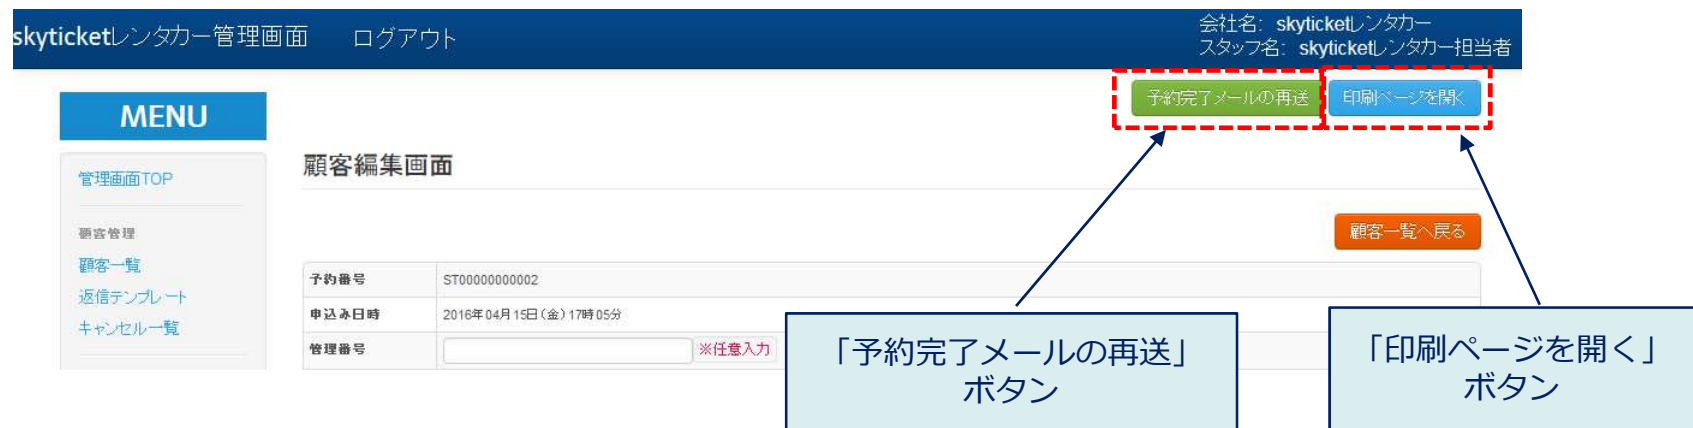 skyticketレンタカー管理画面 ログアウト
会社名: skyticketレンタカー
スタッフ名: skyticketレンタカー担当者
予約完了メールの再送 印刷ページを開く
MENU
管理画面TOP
顧客管理
顧客一覧
返信テンプレート
キャンセル一覧
顧客編集画面
顧客一覧へ戻る
予約番号 ST00000000002
申込み日時 2016年04月15日(金)17時05分
管理番号 ※任意入力
「予約完了メールの再送」
ボタン
「印刷ページを開く」
ボタン